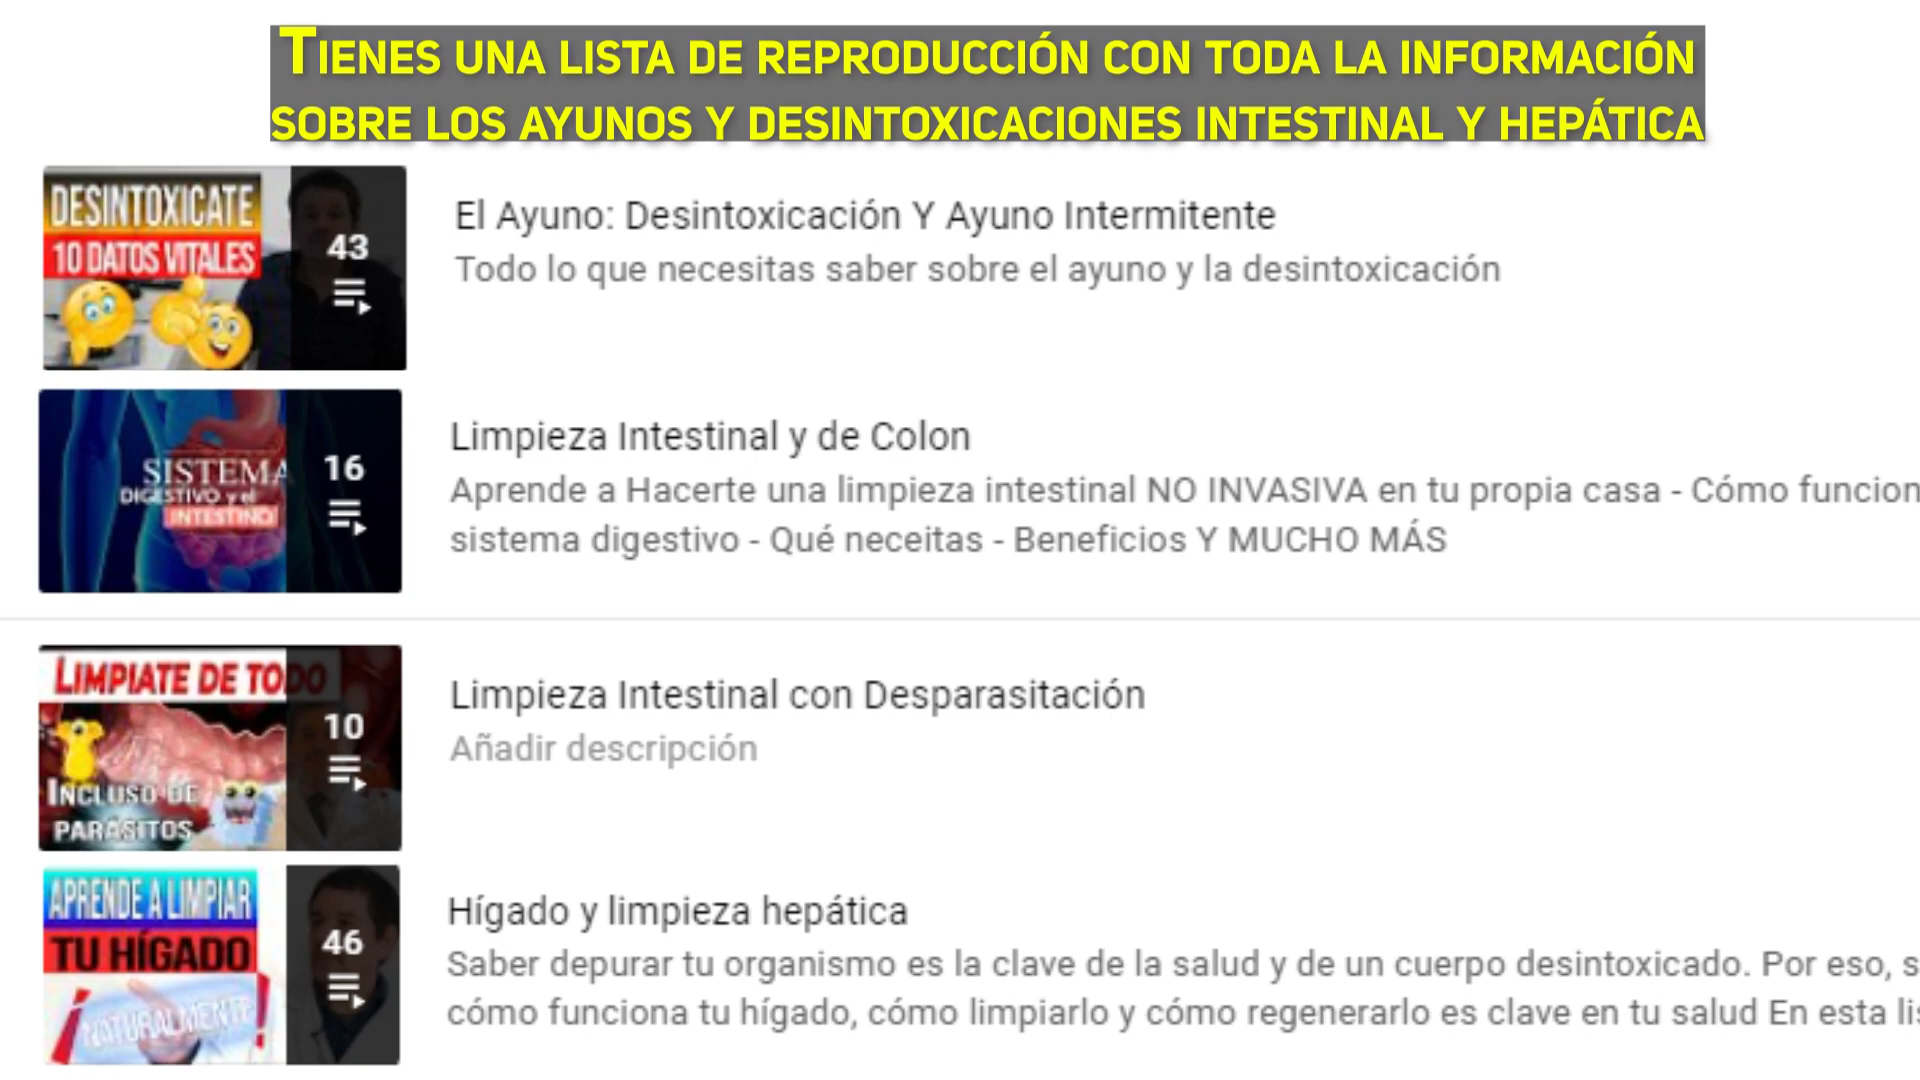 TIENES UNA LISTA DE REPRODUCCIÓN CON TODA LA INFORMACIÓN
SOBRE LOS AYUNOS Y DESINTOXICACIONES INTESTINAL Y HEPÁTICA
DESINTOXICATE
10 DATOS VITALES
43
El Ayuno: Desintoxicación Y Ayuno Intermitente
Todo lo que necesitas saber sobre el ayuno y la desintoxicación
SISTEMA
DIGESTIVO y el
INTESTINO
16
Limpieza Intestinal y de Colon
Aprende a Hacerte una limpieza intestinal NO INVASIVA en tu propia casa - Cómo funcion
sistema digestivo - Qué neceitas - Beneficios Y MUCHO MÁS
LIMPIATE DE TODO
INCLUSO DE
PARASITOS
10
Limpieza Intestinal con Desparasitación
Añadir descripción
APRENDE A LIMPIAR
TU HÍGADO
¡NATURALMENTE!
46
Hígado y limpieza hepática
Saber depurar tu organismo es la clave de la salud y de un cuerpo desintoxicado. Por eso, s
cómo funciona tu hígado, cómo limpiarlo y cómo regenerarlo es clave en tu salud En esta lis